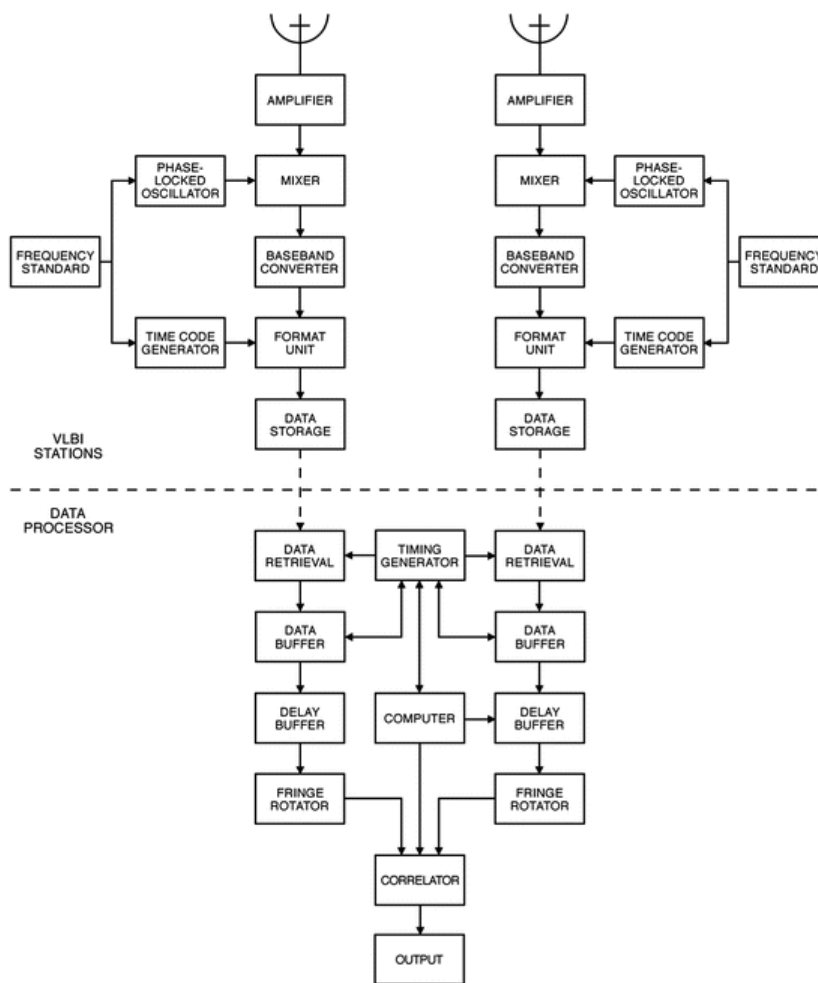 AMPLIFIER
AMPLIFIER
PHASE-
LOCKED
OSCILLATOR
MIXER
MIXER
PHASE-
LOCKED
OSCILLATOR
FREQUENCY
STANDARD
BASEBAND
CONVERTER
BASEBAND
CONVERTER
FREQUENCY
STANDARD
TIME CODE
GENERATOR
FORMAT
UNIT
FORMAT
UNIT
TIME CODE
GENERATOR
DATA
STORAGE
DATA
STORAGE
VLBI
STATIONS
DATA
PROCESSOR
DATA
RETRIEVAL
TIMING
GENERATOR
DATA
RETRIEVAL
DATA
BUFFER
DATA
BUFFER
DELAY
BUFFER
COMPUTER
DELAY
BUFFER
FRINGE
ROTATOR
FRINGE
ROTATOR
CORRELATOR
OUTPUT